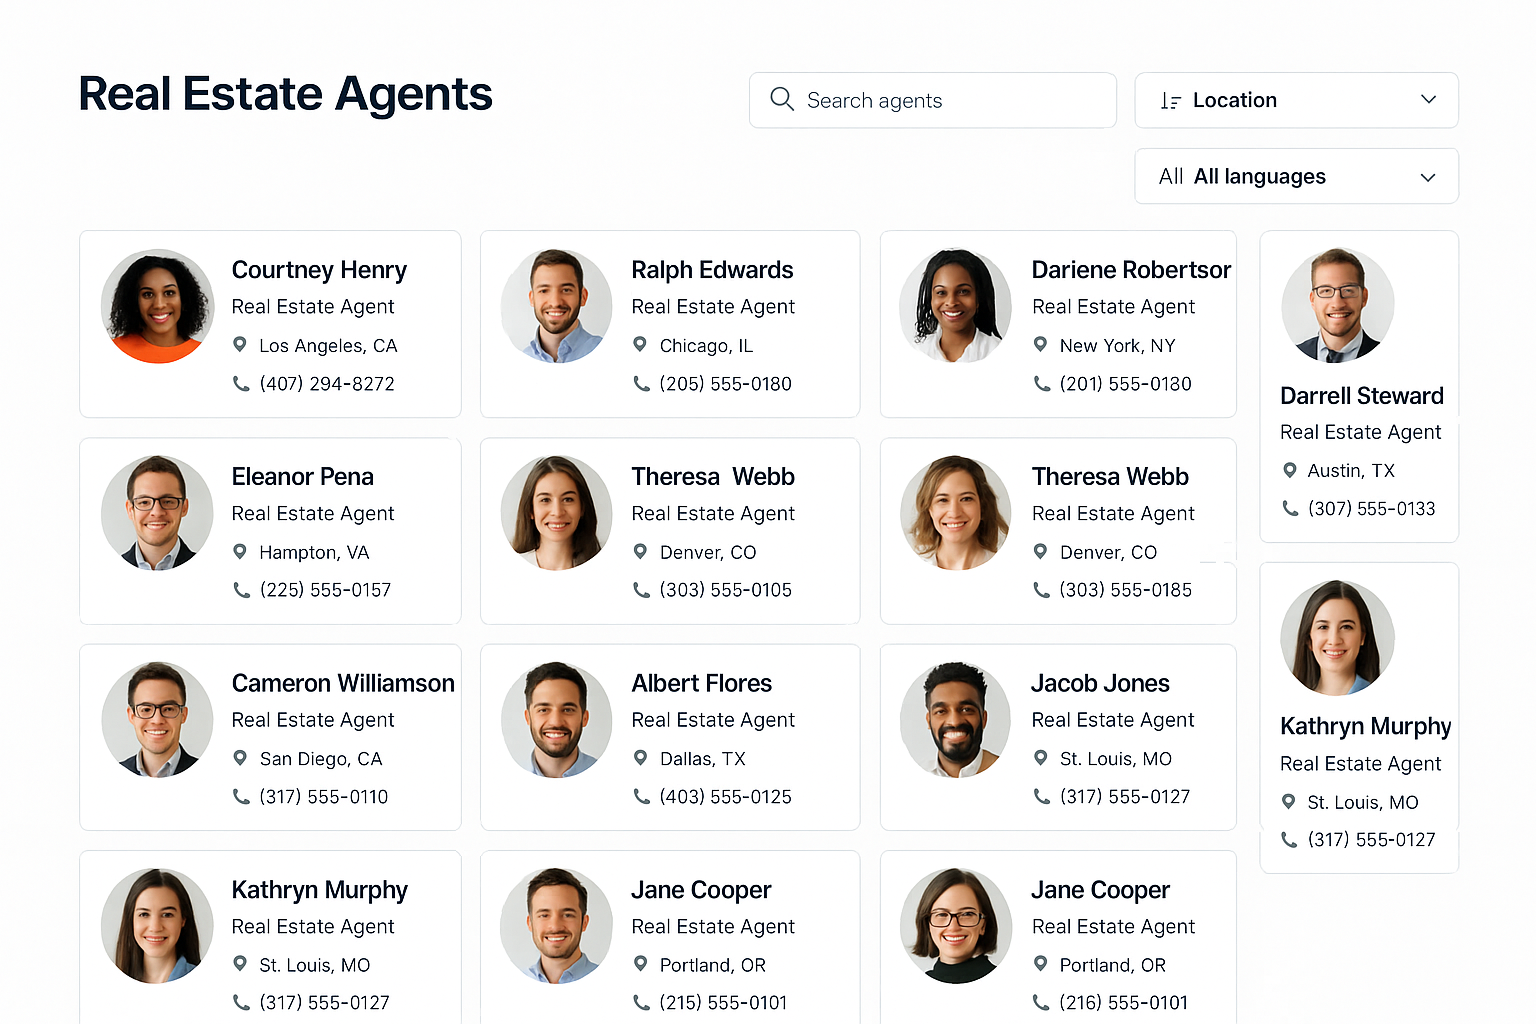 Real Estate Agents
Search agents
Location
All All languages
Courtney Henry
Real Estate Agent
Los Angeles, CA
(407) 294-8272
Ralph Edwards
Real Estate Agent
Chicago, IL
(205) 555-0180
Dariene Robertsor
Real Estate Agent
New York, NY
(201) 555-0130
Darrell Steward
Real Estate Agent
Austin, TX
(307) 555-0133
Eleanor Pena
Real Estate Agent
Hampton, VA
(225) 555-0157
Theresa Webb
Real Estate Agent
Denver, CO
(303) 555-0105
Theresa Webb
Real Estate Agent
Denver, CO
(303) 555-0185
Kathryn Murphy
Real Estate Agent
St. Louis, MO
(317) 555-0127
Cameron Williamson
Real Estate Agent
San Diego, CA
(317) 555-0110
Albert Flores
Real Estate Agent
Dallas, TX
(403) 555-0125
Jacob Jones
Real Estate Agent
St. Louis, MO
(317) 555-0127
Kathryn Murphy
Real Estate Agent
St. Louis, MO
(317) 555-0127
Jane Cooper
Real Estate Agent
Portland, OR
(215) 555-0101
Jane Cooper
Real Estate Agent
Portland, OR
(216) 555-0101